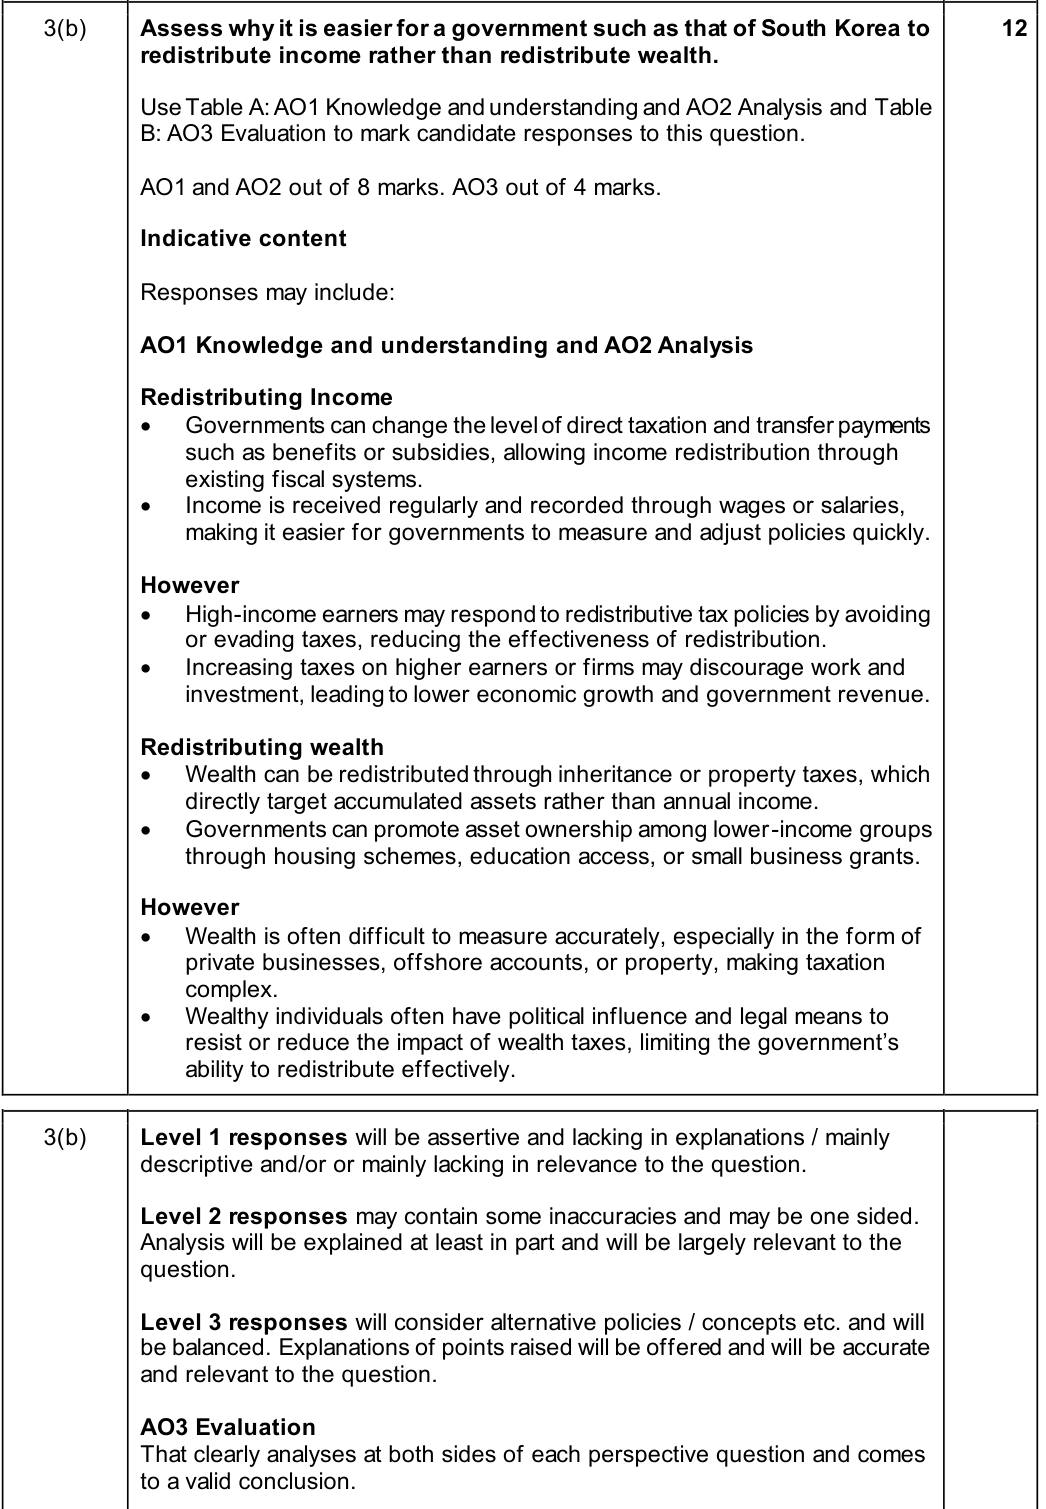 3(b) Assess why it is easier for a government such as that of South Korea to 12
redistribute income rather than redistribute wealth.
Use Table A: AO1 Knowledge and understanding and AO2 Analysis and Table
B: AO3 Evaluation to mark candidate responses to this question.
AO1 and AO2 out of 8 marks. AO3 out of 4 marks.
Indicative content
Responses may include:
AO1 Knowledge and understanding and AO2 Analysis
Redistributing Income
• Governments can change the level of direct taxation and transfer payments
such as benefits or subsidies, allowing income redistribution through
existing fiscal systems.
• Income is received regularly and recorded through wages or salaries,
making it easier for governments to measure and adjust policies quickly.
However
• High-income earners may respond to redistributive tax policies by avoiding
or evading taxes, reducing the effectiveness of redistribution.
• Increasing taxes on higher earners or firms may discourage work and
investment, leading to lower economic growth and government revenue.
Redistributing wealth
• Wealth can be redistributed through inheritance or property taxes, which
directly target accumulated assets rather than annual income.
• Governments can promote asset ownership among lower-income groups
through housing schemes, education access, or small business grants.
However
• Wealth is often difficult to measure accurately, especially in the form of
private businesses, offshore accounts, or property, making taxation
complex.
• Wealthy individuals often have political influence and legal means to
resist or reduce the impact of wealth taxes, limiting the government's
ability to redistribute effectively.
3(b) Level 1 responses will be assertive and lacking in explanations / mainly
descriptive and/or or mainly lacking in relevance to the question.
Level 2 responses may contain some inaccuracies and may be one sided.
Analysis will be explained at least in part and will be largely relevant to the
question.
Level 3 responses will consider alternative policies / concepts etc. and will
be balanced. Explanations of points raised will be offered and will be accurate
and relevant to the question.
AO3 Evaluation
That clearly analyses at both sides of each perspective question and comes
to a valid conclusion.